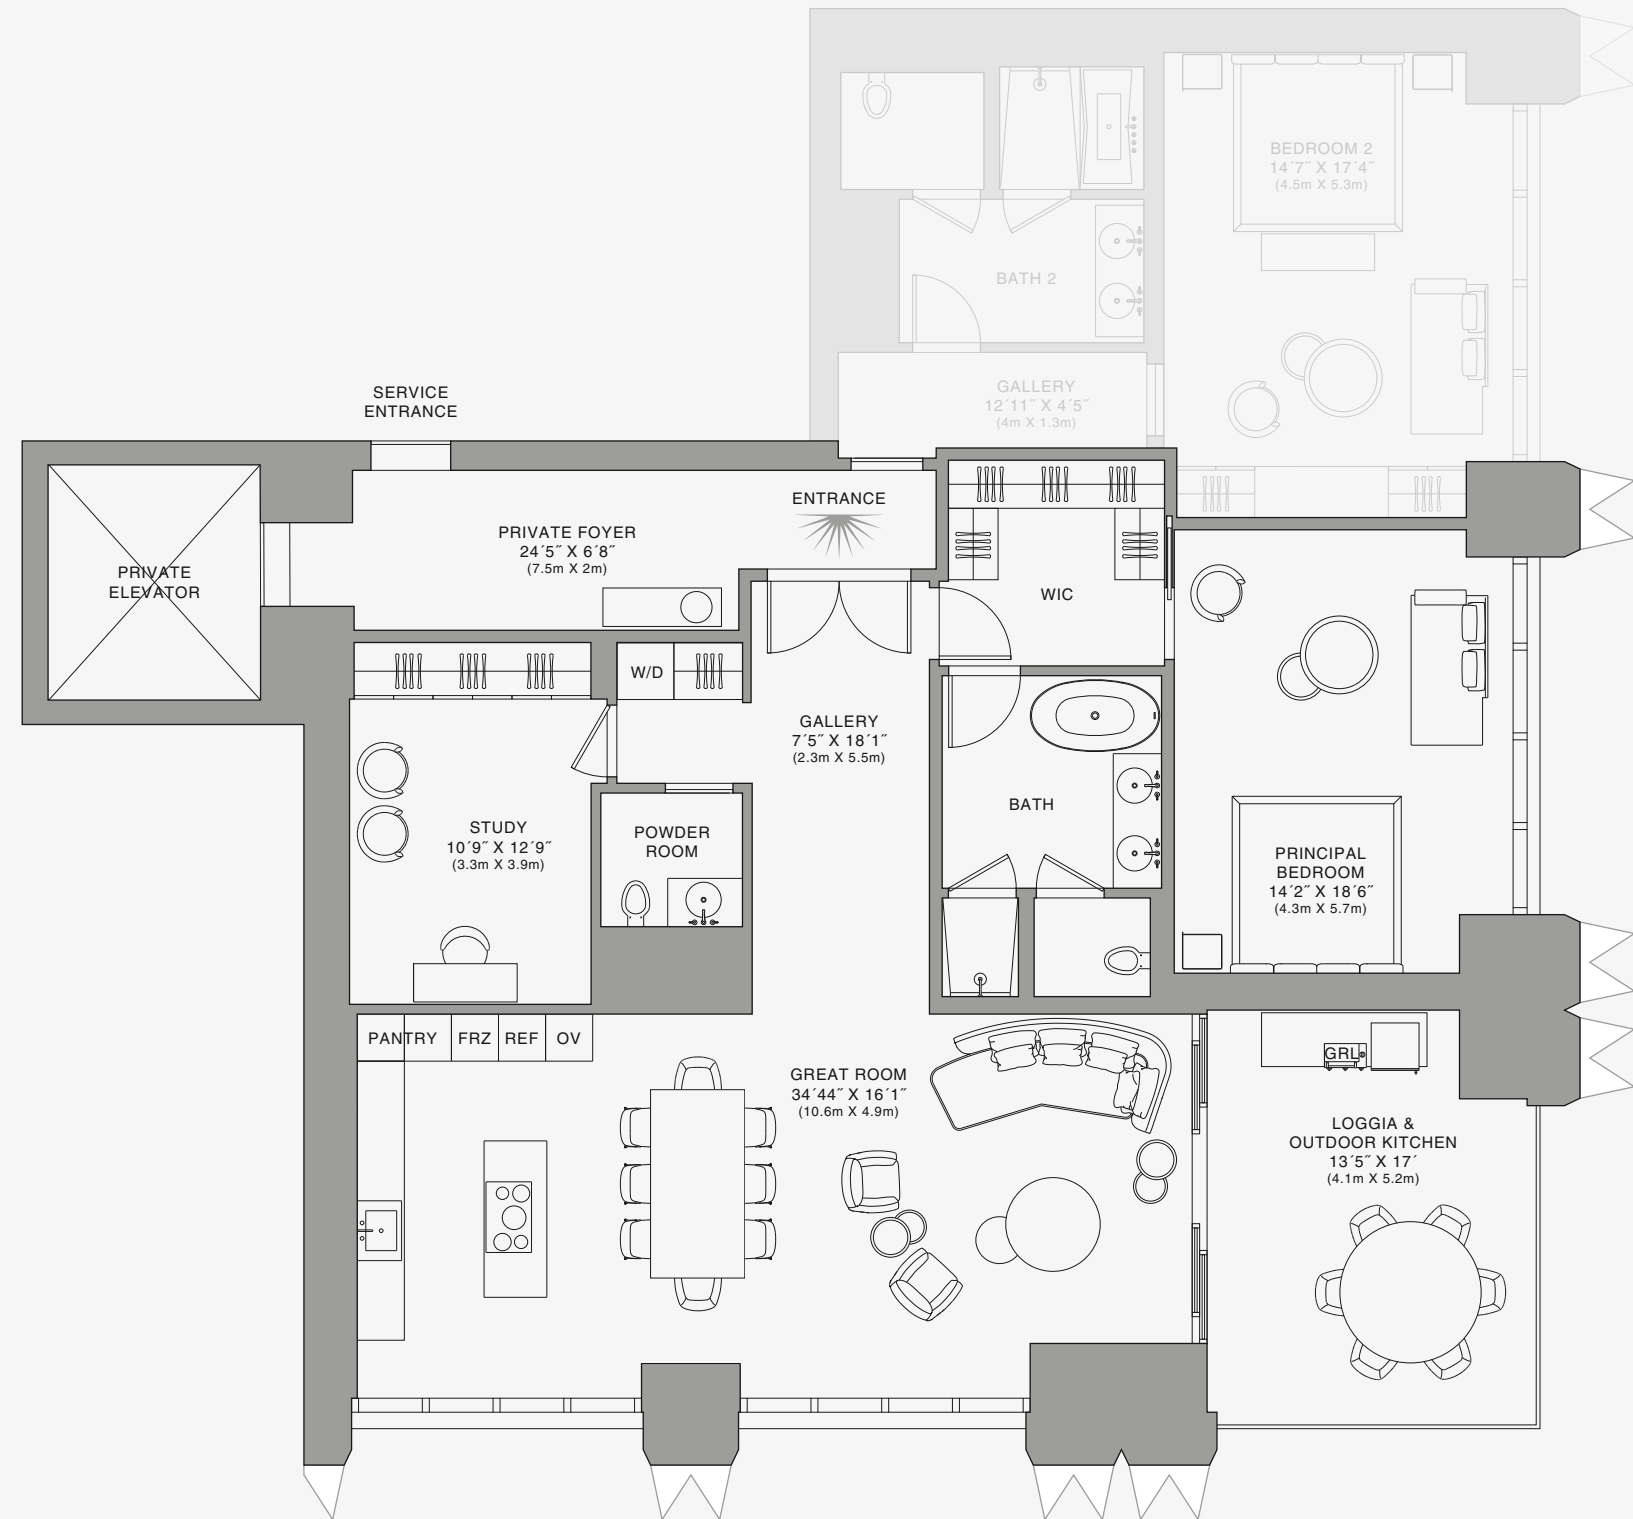 BEDROOM 2
14´7˝ X 17´4˝
(4.5m X 5.3m)
BATH 2
GALLERY
12´11˝ X 4´5˝
(4m X 1.3m)
SERVICE
ENTRANCE
ENTRANCE
PRIVATE FOYER
24´5˝ X 6´8˝
(7.5m X 2m)
PRIVATE
ELEVATOR
WIC
W/D
GALLERY
7´5˝ X 18´1˝
(2.3m X 5.5m)
BATH
STUDY
10´9˝ X 12´9˝
(3.3m X 3.9m)
POWDER
ROOM
PRINCIPAL
BEDROOM
14´2˝ X 18´6˝
(4.3m X 5.7m)
PANTRY FRZ REF OV
GREAT ROOM
34´44˝ X 16´1˝
(10.6m X 4.9m)
GRL
LOGGIA &
OUTDOOR KITCHEN
13´5˝ X 17´
(4.1m X 5.2m)